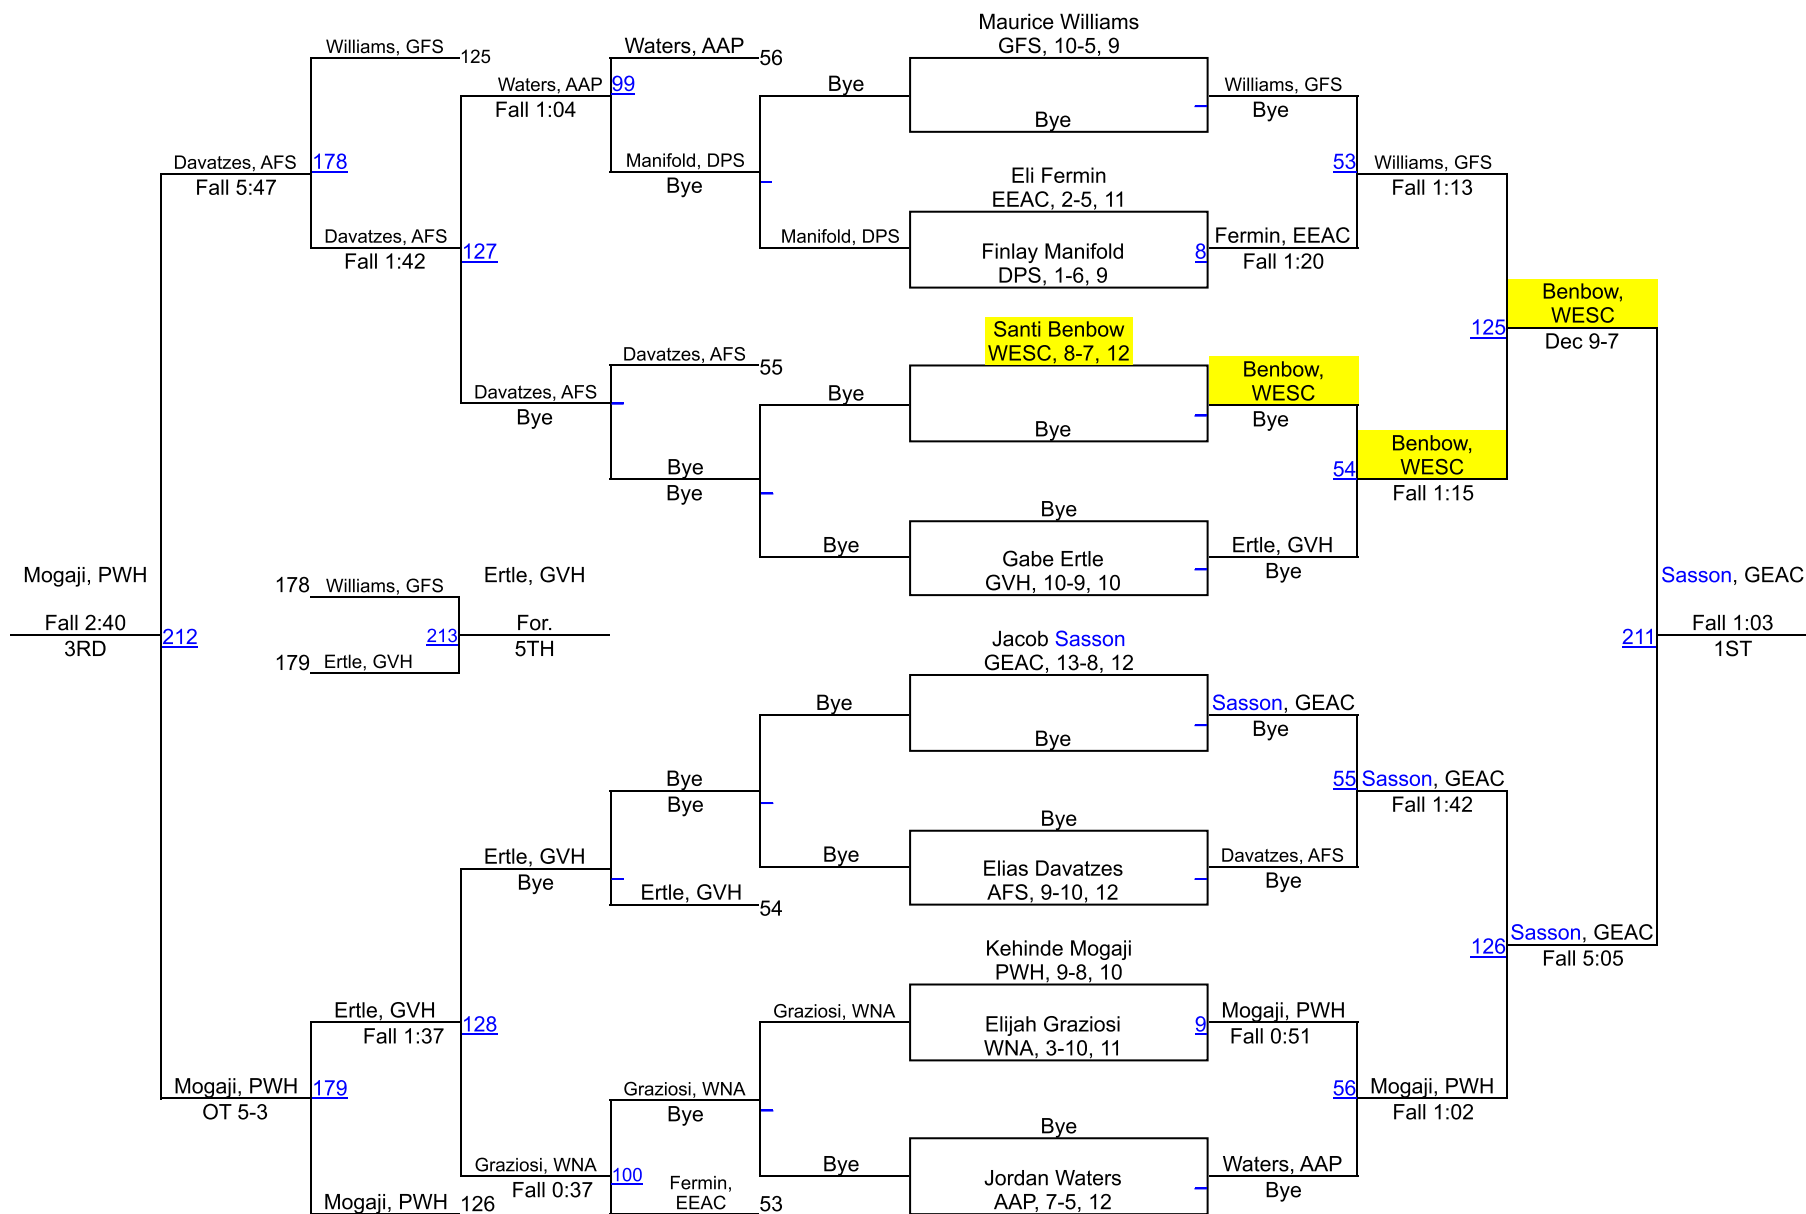 Maurice Williams
Williams, GFS
125
Waters, AAP
56
GFS, 10-5, 9
Waters, AAP
99
Bye
Williams, GFS
Fall 1:04
Bye
Bye
Davatzes, AFS
178
Manifold, DPS
53
Williams, GFS
Fall 5:47
Bye
Eli Fermin
EEAC, 2-5, 11
Fall 1:13
Davatzes, AFS
127
Manifold, DPS
Finlay Manifold
8
Fermin, EEAC
Fall 1:42
DPS, 1-6, 9
Fall 1:20
Benbow,
WESC
Santi Benbow
125
Dec 9-7
Davatzes, AFS
55
WESC, 8-7, 12
Benbow,
WESC
Davatzes, AFS
Bye
Bye
Bye
Bye
Bye
Benbow,
WESC
Bye
54
Bye
Fall 1:15
Bye
Bye
Gabe Ertle
Ertle, GVH
GVH, 10-9, 10
Bye
Mogaji, PWH
178
Williams, GFS
Ertle, GVH
Sasson, GEAC
Fall 2:40
212
213
For.
211
Fall 1:03
3RD
179
Ertle, GVH
5TH
1ST
Jacob Sasson
GEAC, 13-8, 12
Bye
Sasson, GEAC
Bye
Bye
Bye
55
Sasson, GEAC
Bye
Fall 1:42
Bye
Ertle, GVH
Bye
Elias Davatzes
Davatzes, AFS
Bye
AFS, 9-10, 12
Bye
Ertle, GVH
54
Kehinde Mogaji
126
Sasson, GEAC
PWH, 9-8, 10
Fall 5:05
Ertle, GVH
128
Graziosi, WNA
Elijah Graziosi
9
Mogaji, PWH
Fall 1:37
WNA, 3-10, 11
Fall 0:51
Mogaji, PWH
179
Graziosi, WNA
56
Mogaji, PWH
OT 5-3
Bye
Fall 1:02
Bye
Graziosi, WNA
100
Bye
Jordan Waters
Waters, AAP
Fall 0:37
Fermin,
EEAC
53
AAP, 7-5, 12
Bye
Mogaji, PWH
126